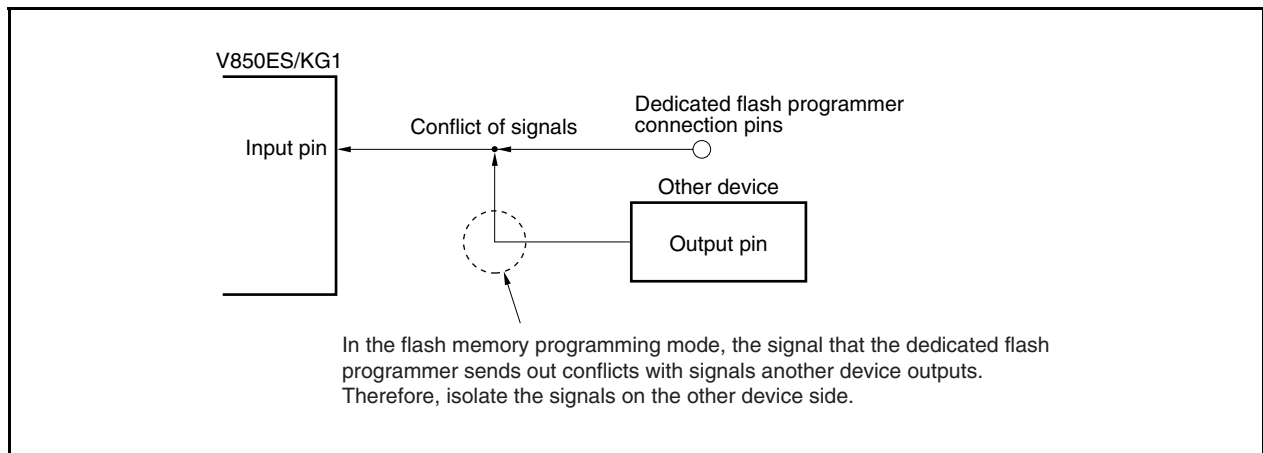 V850ES/KG1
Dedicated flash programmer
connection pins
Conflict of signals
Input pin
Other device
Output pin
In the flash memory programming mode, the signal that the dedicated flash
programmer sends out conflicts with signals another device outputs.
Therefore, isolate the signals on the other device side.